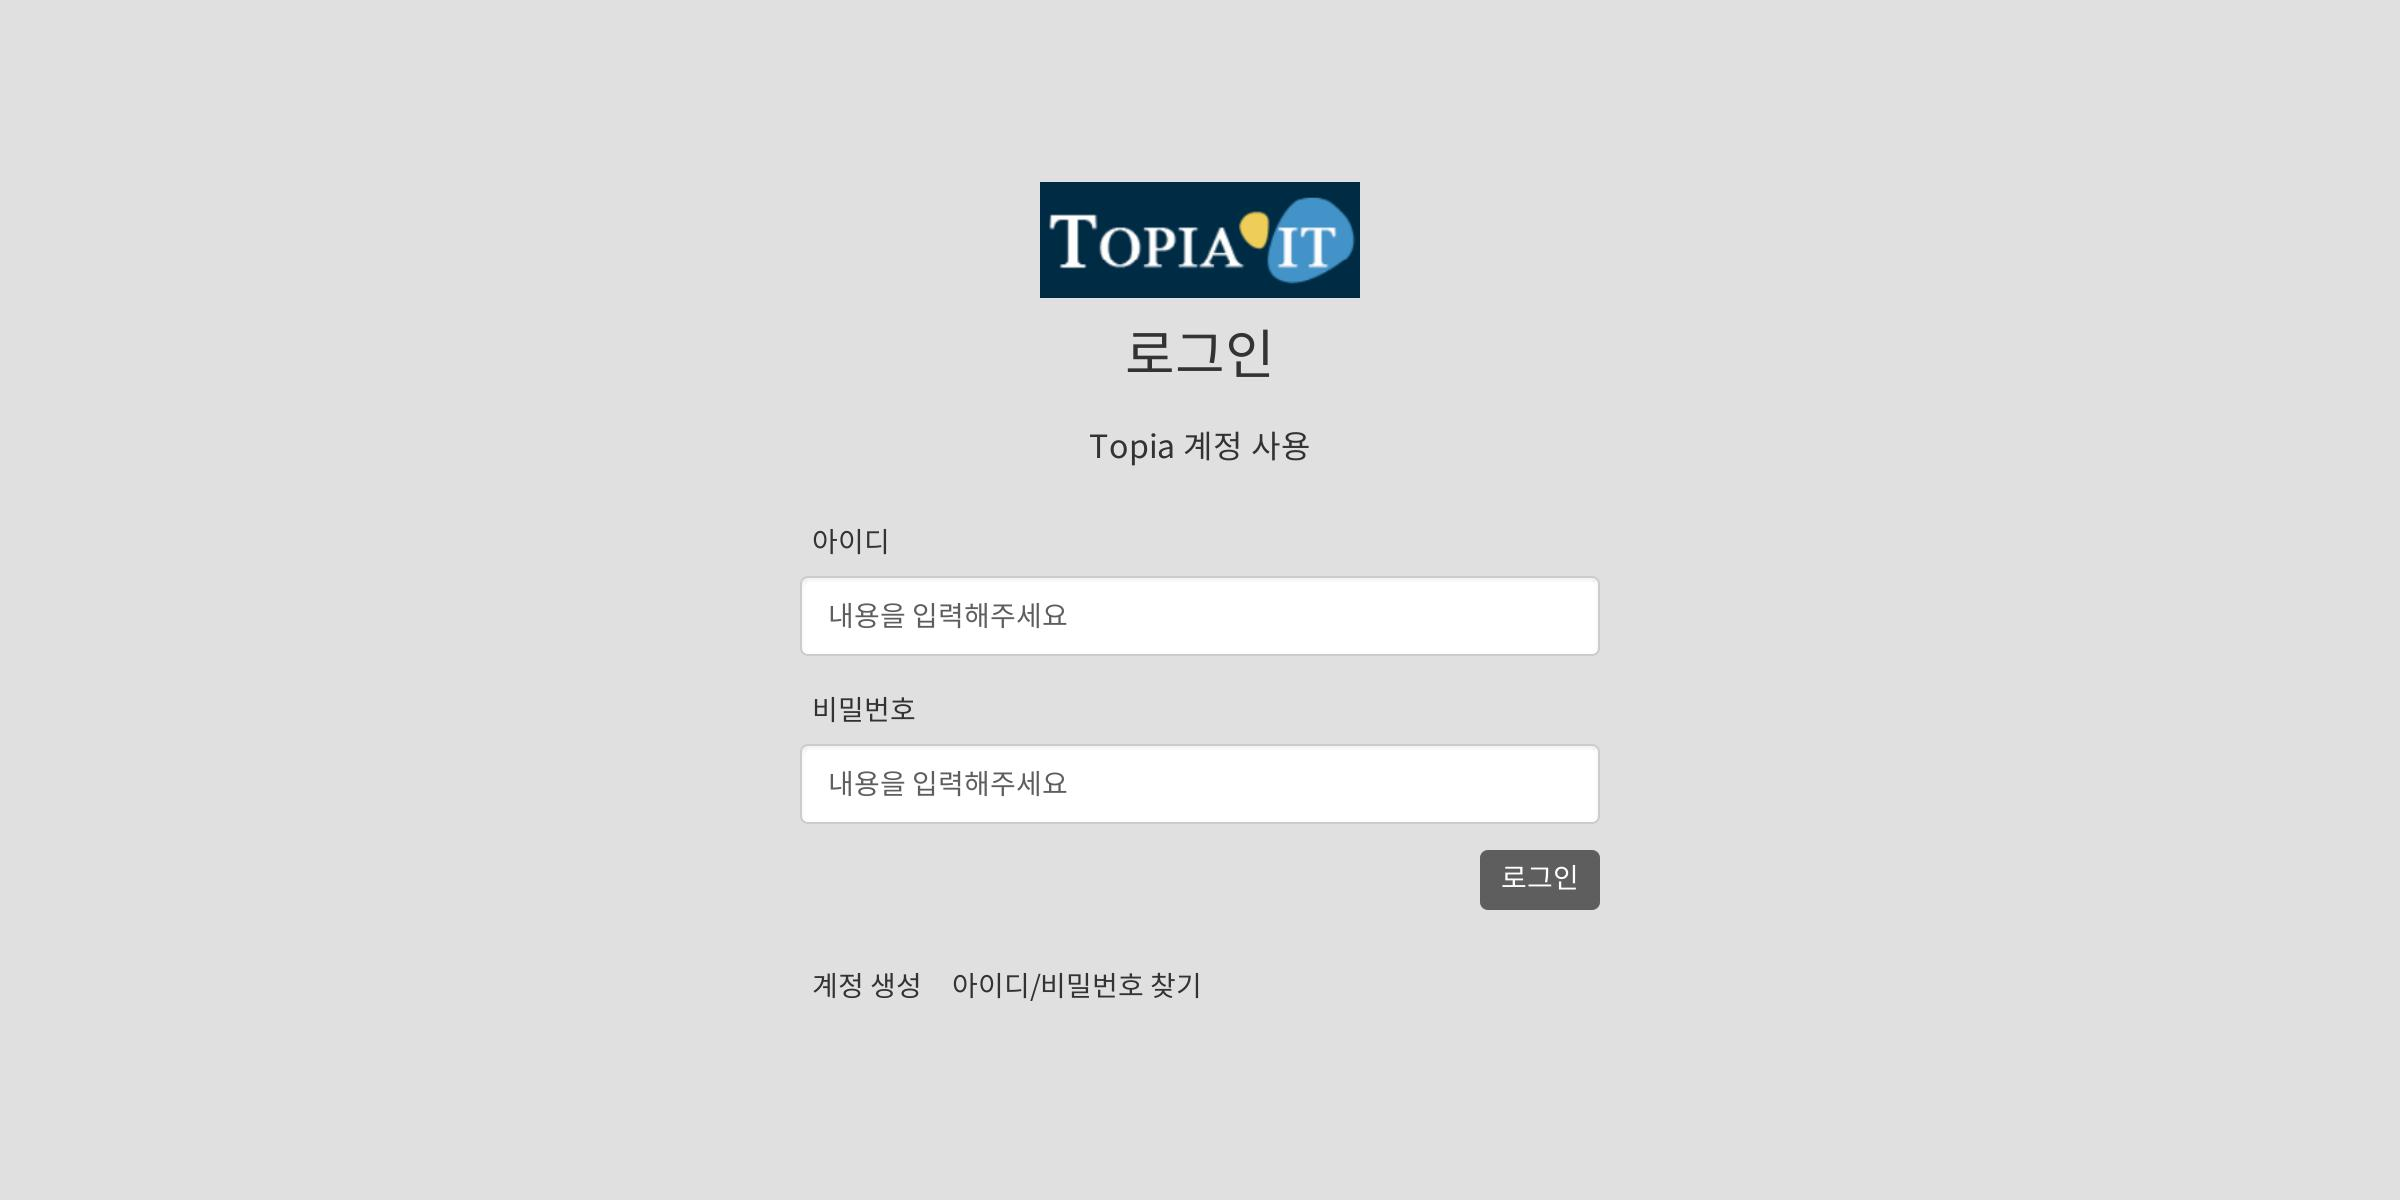 TOPIA IT
로그인
Topia 계정 사용
아이디
내용을 입력해주세요
비밀번호
내용을 입력해주세요
로그인
계정 생성 아이디/비밀번호 찾기